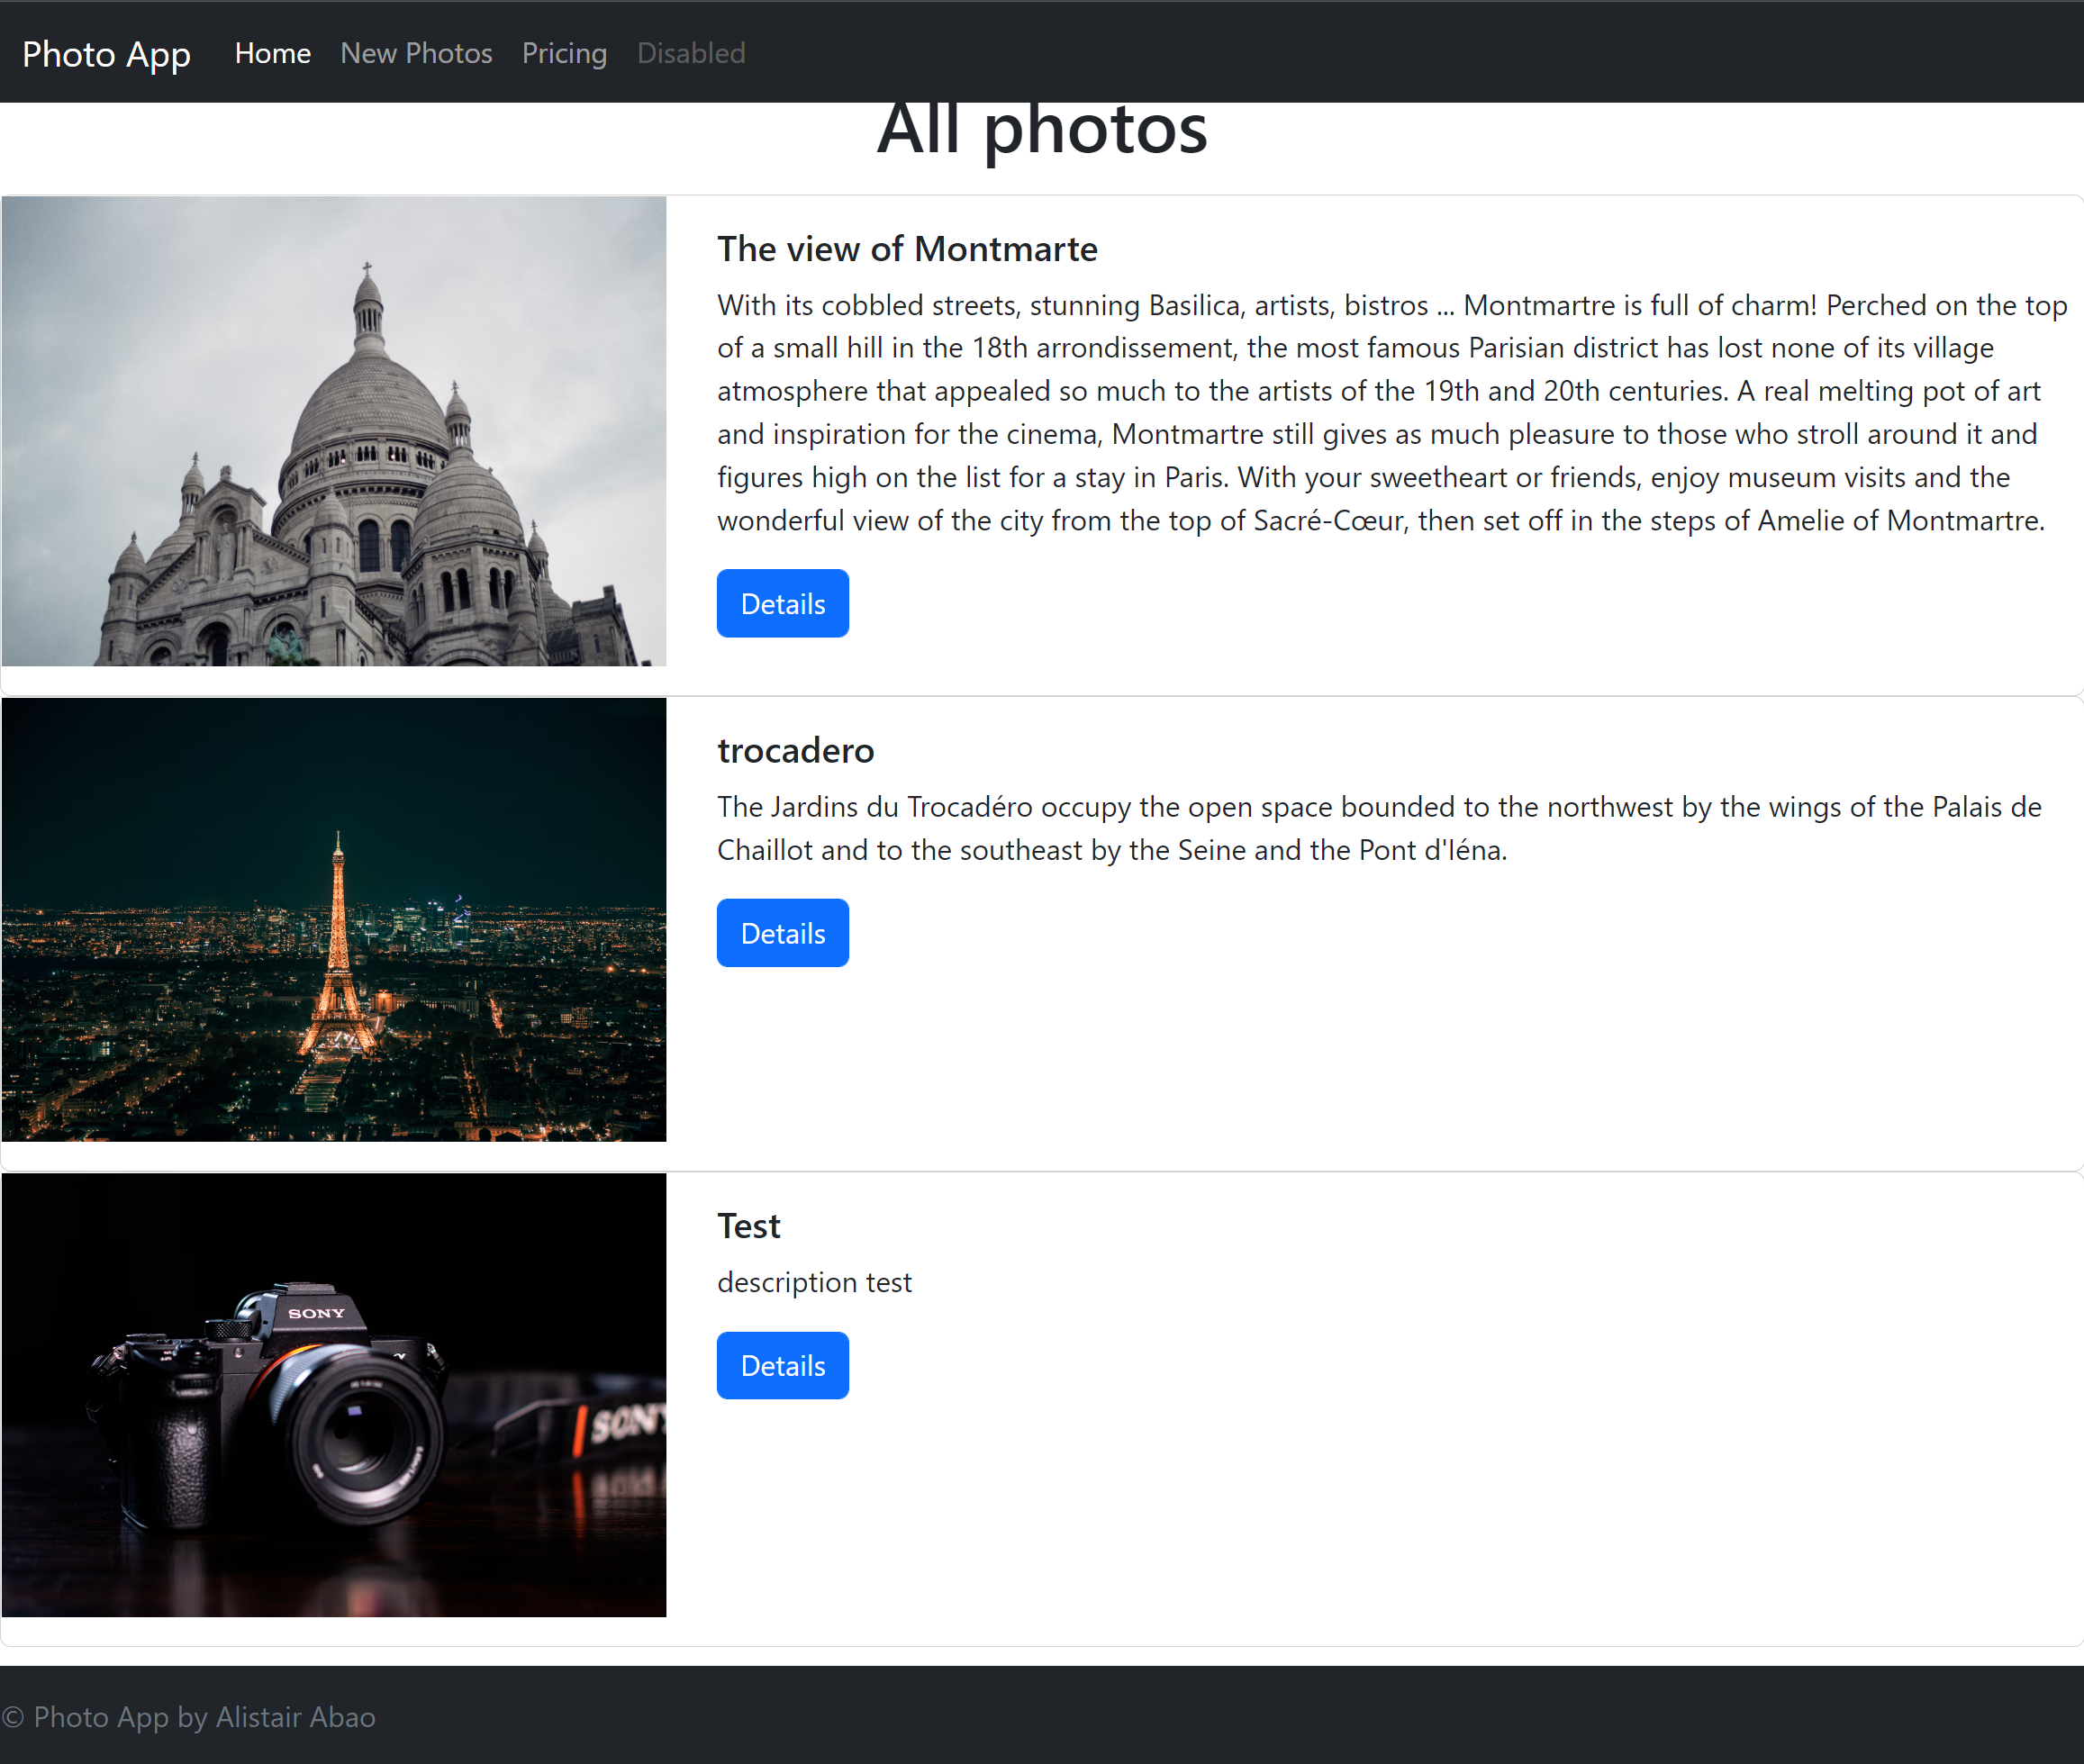 Photo App Home New Photos Pricing Disabled
All photos
The view of Montmarte
With its cobbled streets, stunning Basilica, artists, bistros ... Montmartre is full of charm! Perched on the top
of a small hill in the 18th arrondissement, the most famous Parisian district has lost none of its village
atmosphere that appealed so much to the artists of the 19th and 20th centuries. A real melting pot of art
and inspiration for the cinema, Montmartre still gives as much pleasure to those who stroll around it and
figures high on the list for a stay in Paris. With your sweetheart or friends, enjoy museum visits and the
wonderful view of the city from the top of Sacré-Cœur, then set off in the steps of Amelie of Montmartre.
Details
trocadero
The Jardins du Trocadéro occupy the open space bounded to the northwest by the wings of the Palais de
Chaillot and to the southeast by the Seine and the Pont d'Iéna.
Details
SONY
α
SONY
Test
description test
Details
© Photo App by Alistair Abao